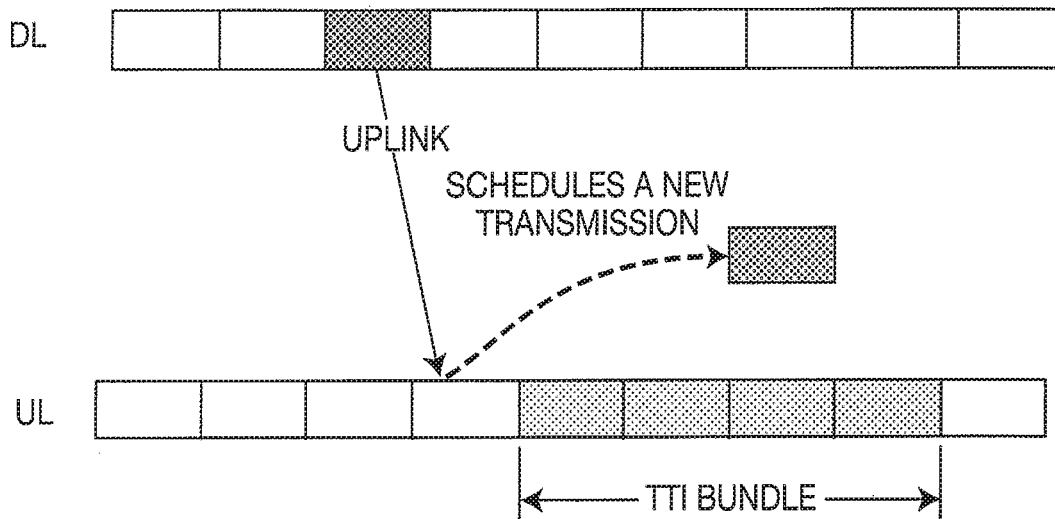 DL
UPLINK
SCHEDULES A NEW
TRANSMISSION
UL
TTI BUNDLE